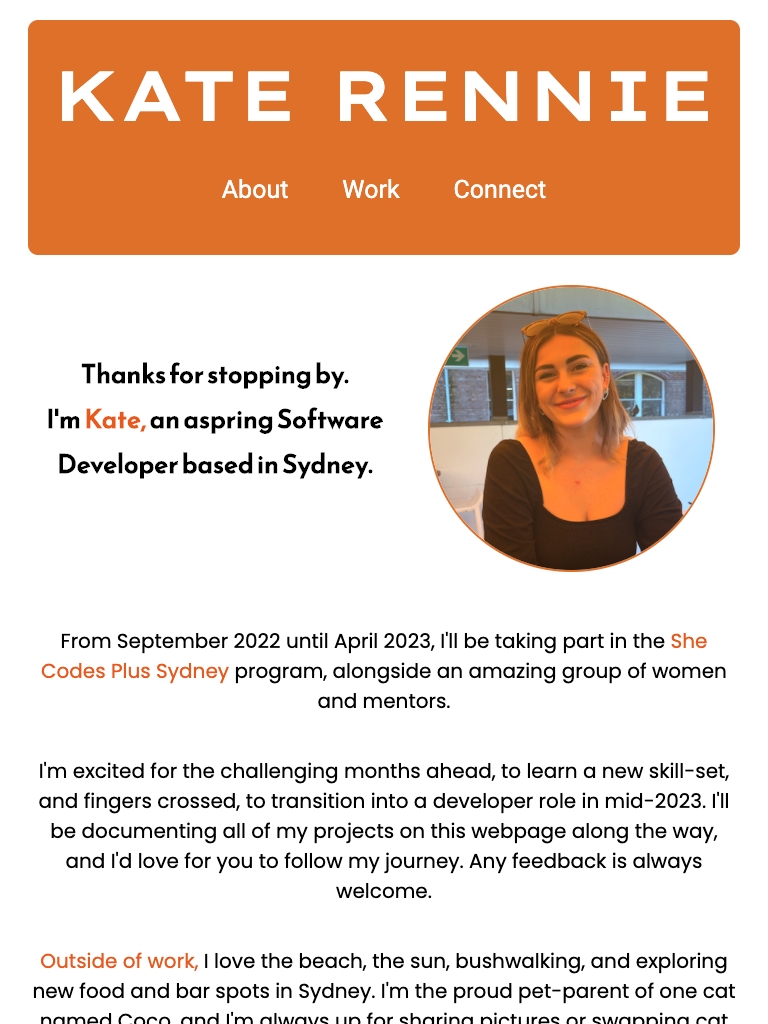 KATE RENNIE
About Work Connect
Thanks for stopping by.
I'm Kate, an aspring Software
Developer based in Sydney.
From September 2022 until April 2023, I'll be taking part in the She
Codes Plus Sydney program, alongside an amazing group of women
and mentors.
I'm excited for the challenging months ahead, to learn a new skill-set,
and fingers crossed, to transition into a developer role in mid-2023. I'll
be documenting all of my projects on this webpage along the way,
and I'd love for you to follow my journey. Any feedback is always
welcome.
Outside of work, I love the beach, the sun, bushwalking, and exploring
new food and bar spots in Sydney. I'm the proud pet-parent of one cat
named Coco, and I'm always up for sharing pictures or swapping cat